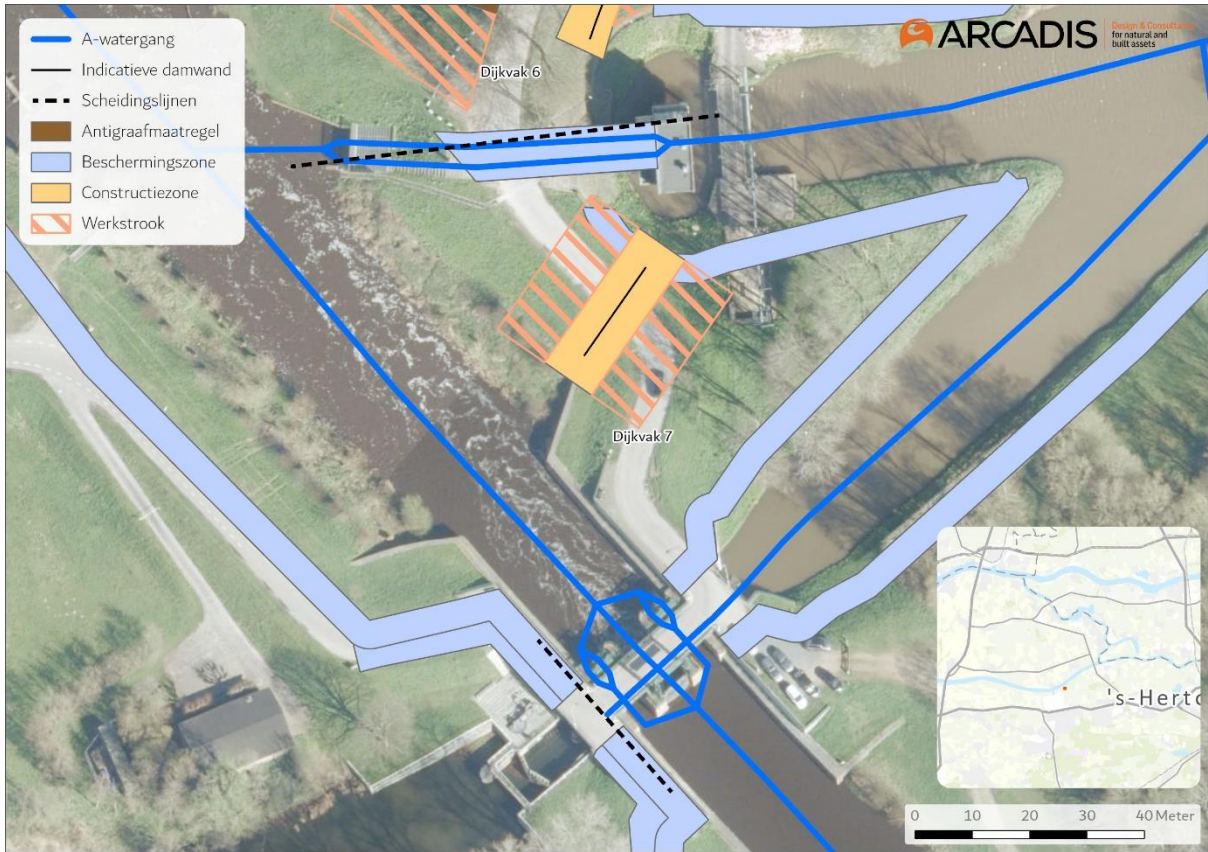 A-watergang
Indicatieve damwand
Scheidingslijnen
Antigraafmaatregel
Beschermingszone
Constructiezone
Werkstrook
ARCADIS
Design & Consultancy
for natural and
built assets
Dijkvak 6
Dijkvak 7
's-Herto
0 10 20 30 40 Meter